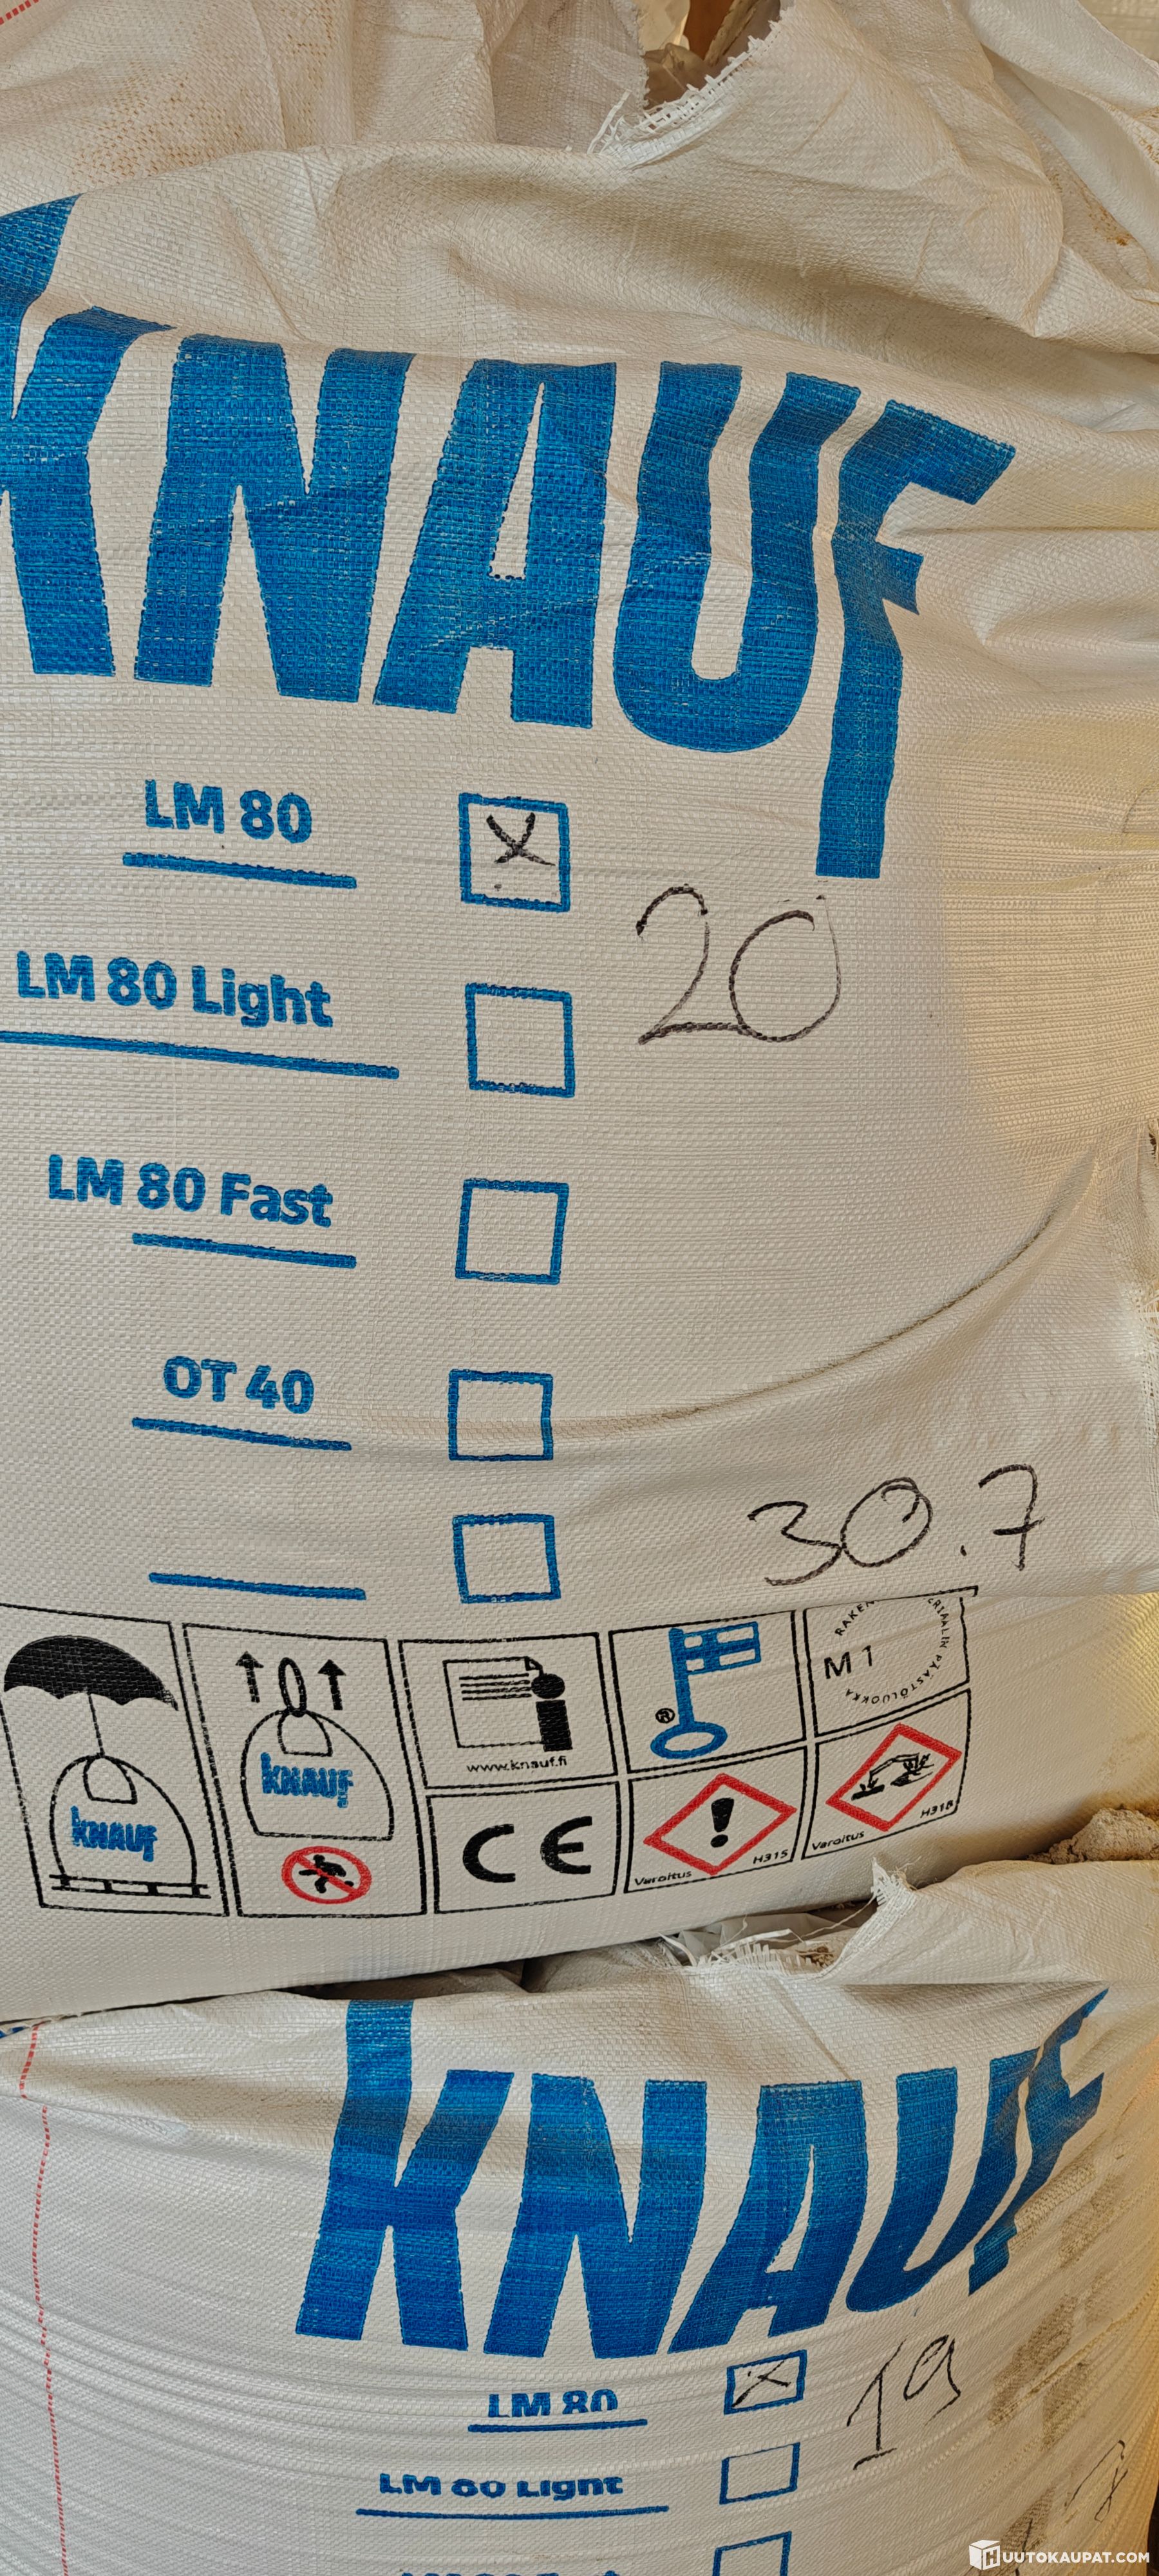 KNAUF
LM 80 X
20
LM 80 Light
LM 80 Fast
OT 40
30.7
KNAUF
KNAUF
www.knauf.fi
CE
®
Varoitus H315
M1
PÄÄSTÖLUOKKA
Varoitus H318
KNAUF
LM 80 X
19
LM 80 Light
HUUTOKAUPAT.COM